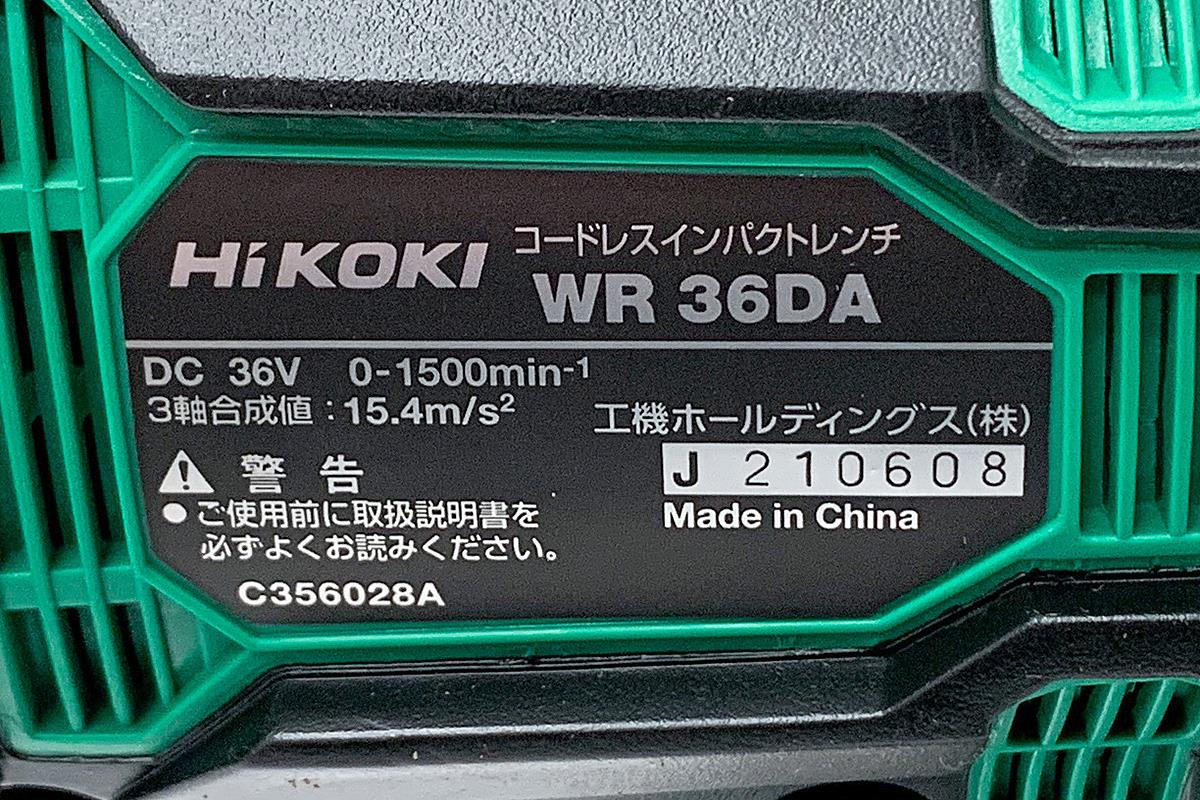 HiKOKI コードレスインパクトレンチ
WR 36DA
DC 36V 0-1500min-1
3軸合成値：15.4m/s²
工機ホールディングス(株)
J 210608
Made in China
⚠ 警告
●ご使用前に取扱説明書を
必ずよくお読みください。
C356028A